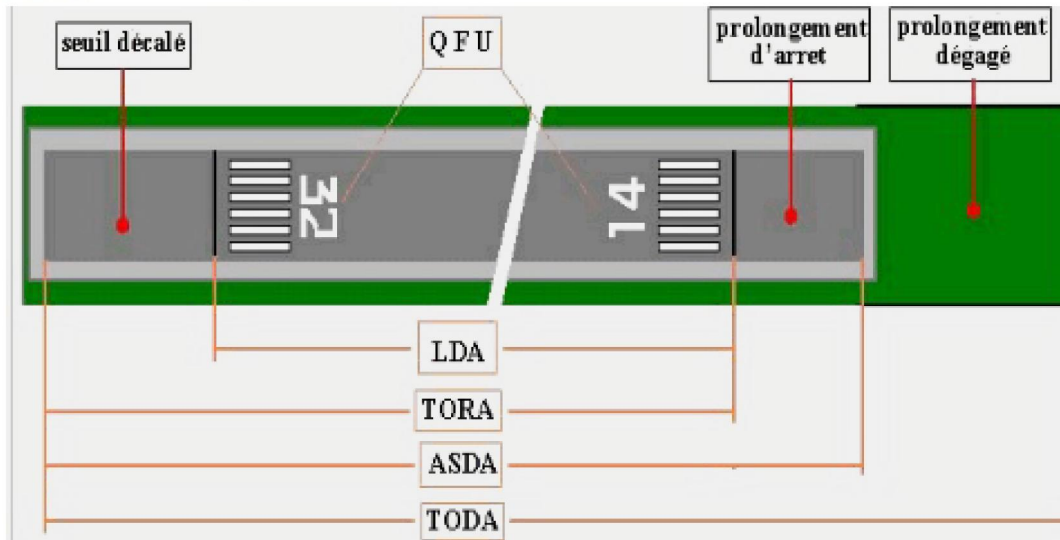 seuil décalé
Q F U
prolongement
d'arret
prolongement
dégagé
32
14
LDA
TORA
ASDA
TODA